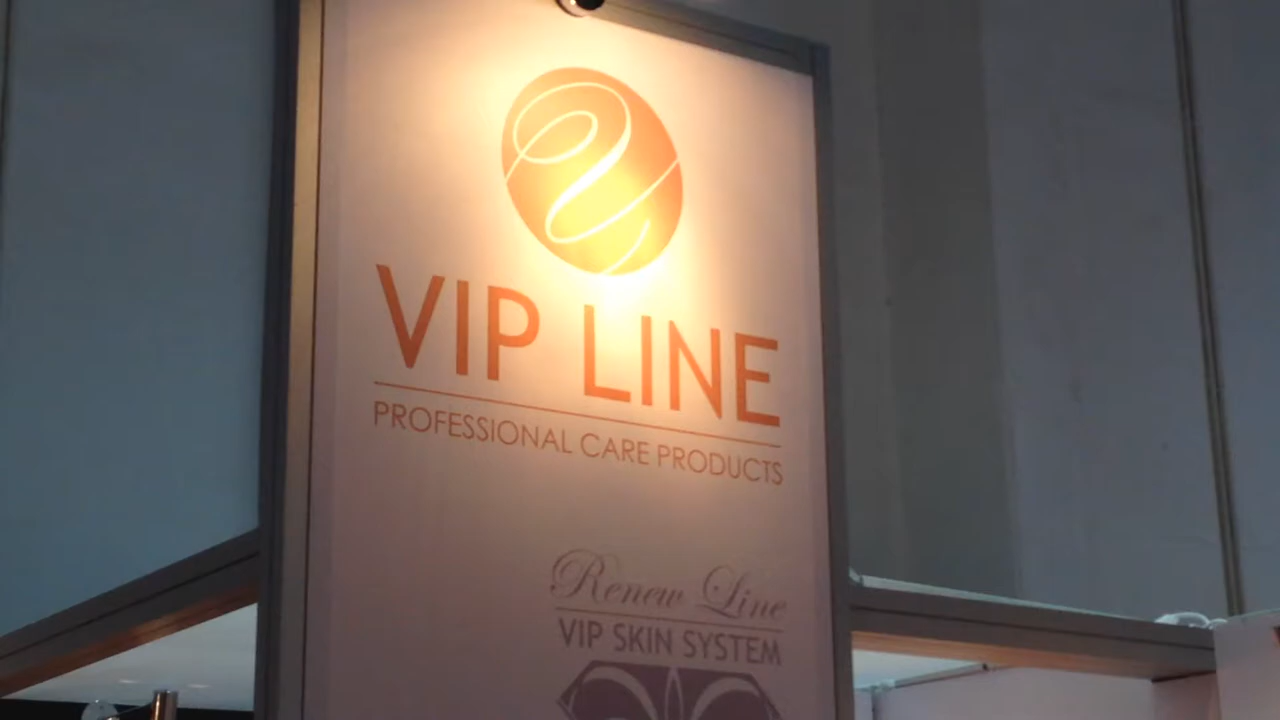 VIP LINE
PROFESSIONAL CARE PRODUCTS
Renew Line
VIP SKIN SYSTEM